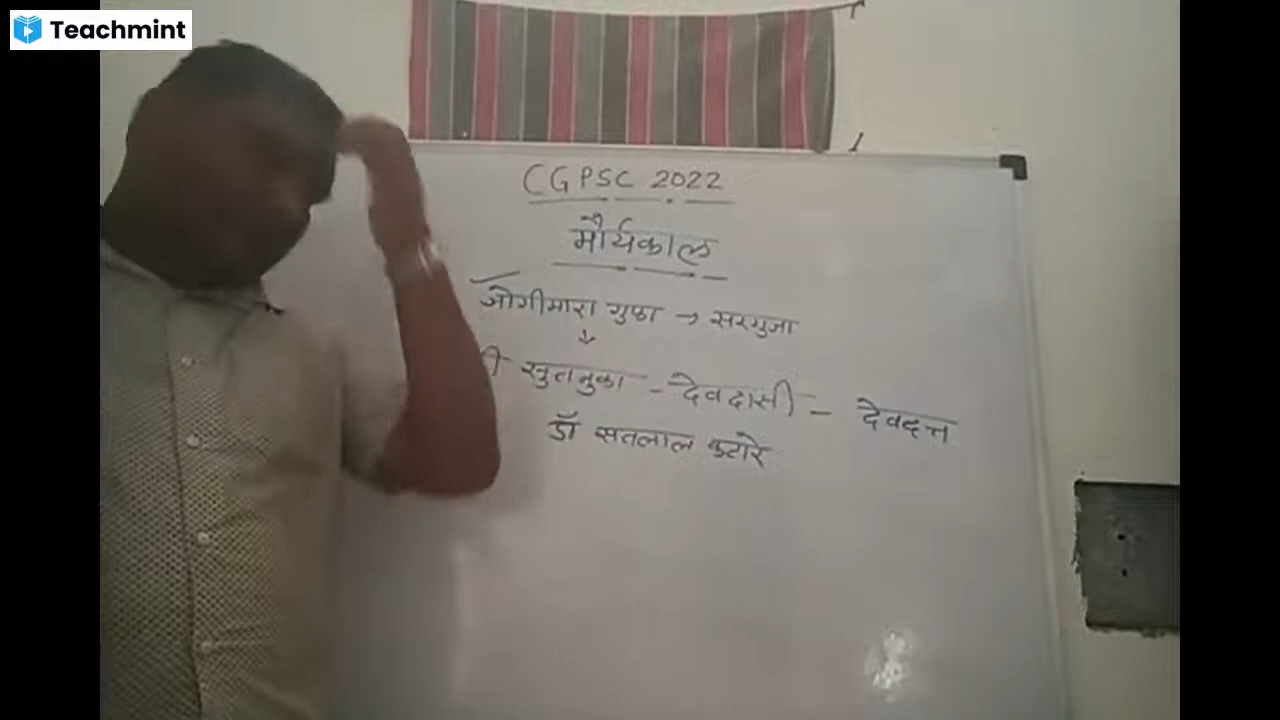 Teachmint
CGPSC 2022
मौर्यकाल
जोगीमारा गुफा → सरगुजा
सुतनुका - देवदासी - देवदत्त
डॉ सतलाल कटारे